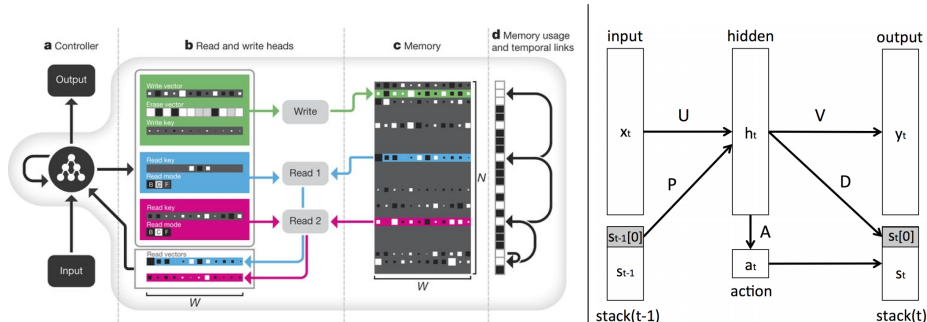 a Controller
b Read and write heads
c Memory
d Memory usage
and temporal links
Output
Input
Write vector
Erase vector
Write key
Read key
Read mode
B C F
Read key
Read mode
B C F
Read vectors
W
Write
Read 1
Read 2
N
W
input
hidden
output
xt
U
ht
V
yt
P
D
st-1[0]
A
st[0]
st-1
at
st
action
stack(t-1)
stack(t)